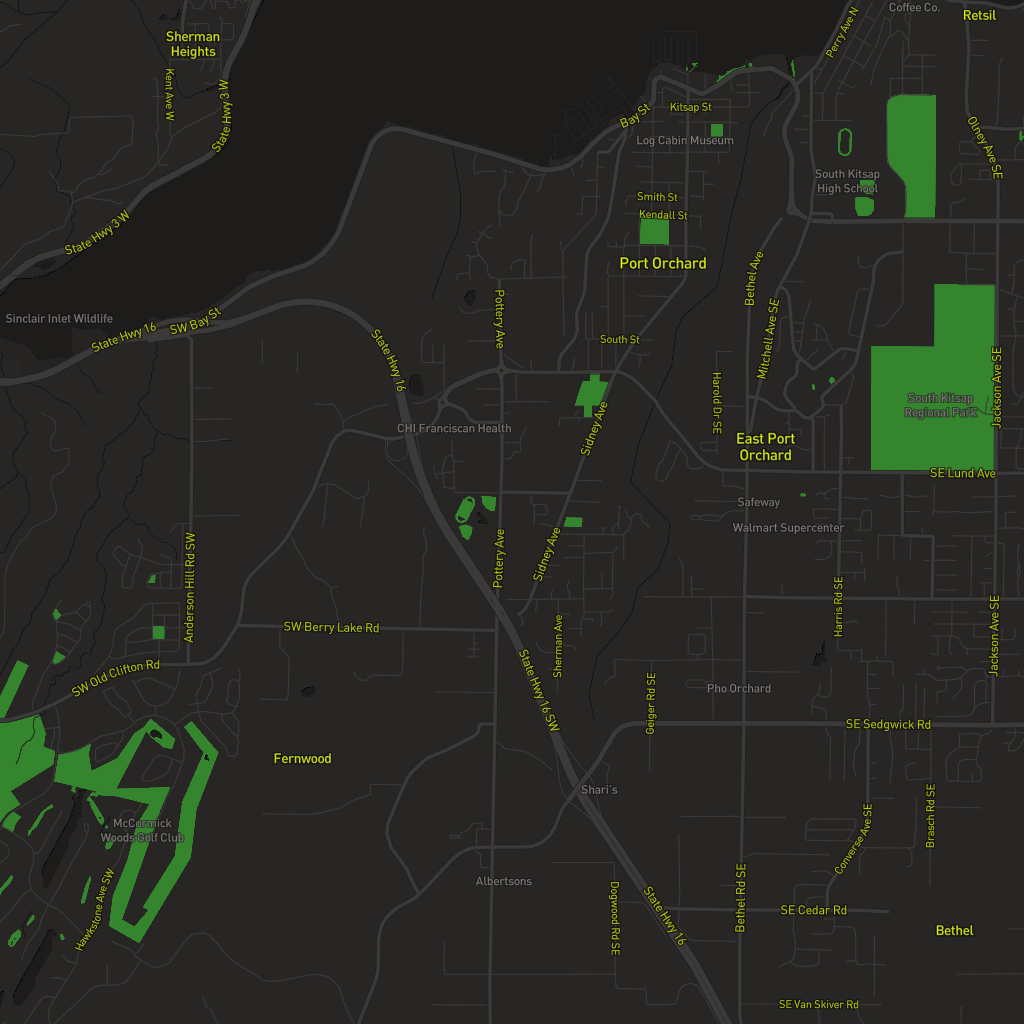 Coffee Co.
Retsil
Sherman
Heights
Perry Ave N
Kent Ave W
State Hwy 3 W
Kitsap St
Bay St
Log Cabin Museum
Olney Ave SE
South Kitsap
High School
Smith St
Kendall St
State Hwy 3 W
Port Orchard
Bethel Ave
Pottery Ave
Sinclair Inlet Wildlife
State Hwy 16
SW Bay St
South St
Mitchell Ave SE
State Hwy 16
Jackson Ave SE
Harold Dr SE
South Kitsap
Regional Park
Sidney Ave
CHI Franciscan Health
East Port
Orchard
SE Lund Ave
Safeway
Walmart Supercenter
Anderson Hill Rd SW
Pottery Ave
Sidney Ave
Harris Rd SE
SW Berry Lake Rd
Sherman Ave
Jackson Ave SE
SW Old Clifton Rd
State Hwy 16 SW
Geiger Rd SE
Pho Orchard
SE Sedgwick Rd
Fernwood
Shari's
McCormick
Woods Golf Club
Converse Ave SE
Brasch Rd SE
Albertsons
Hawkstone Ave SW
Dogwood Rd SE
State Hwy 16
Bethel Rd SE
SE Cedar Rd
Bethel
SE Van Skiver Rd